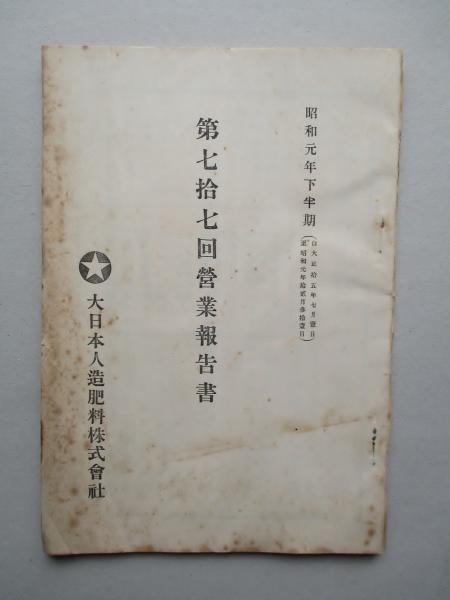 昭和元年下半期
(自大正拾五年七月壹日
至昭和元年拾貳月參拾壹日)
第七拾七回營業報告書
大日本人造肥料株式會社